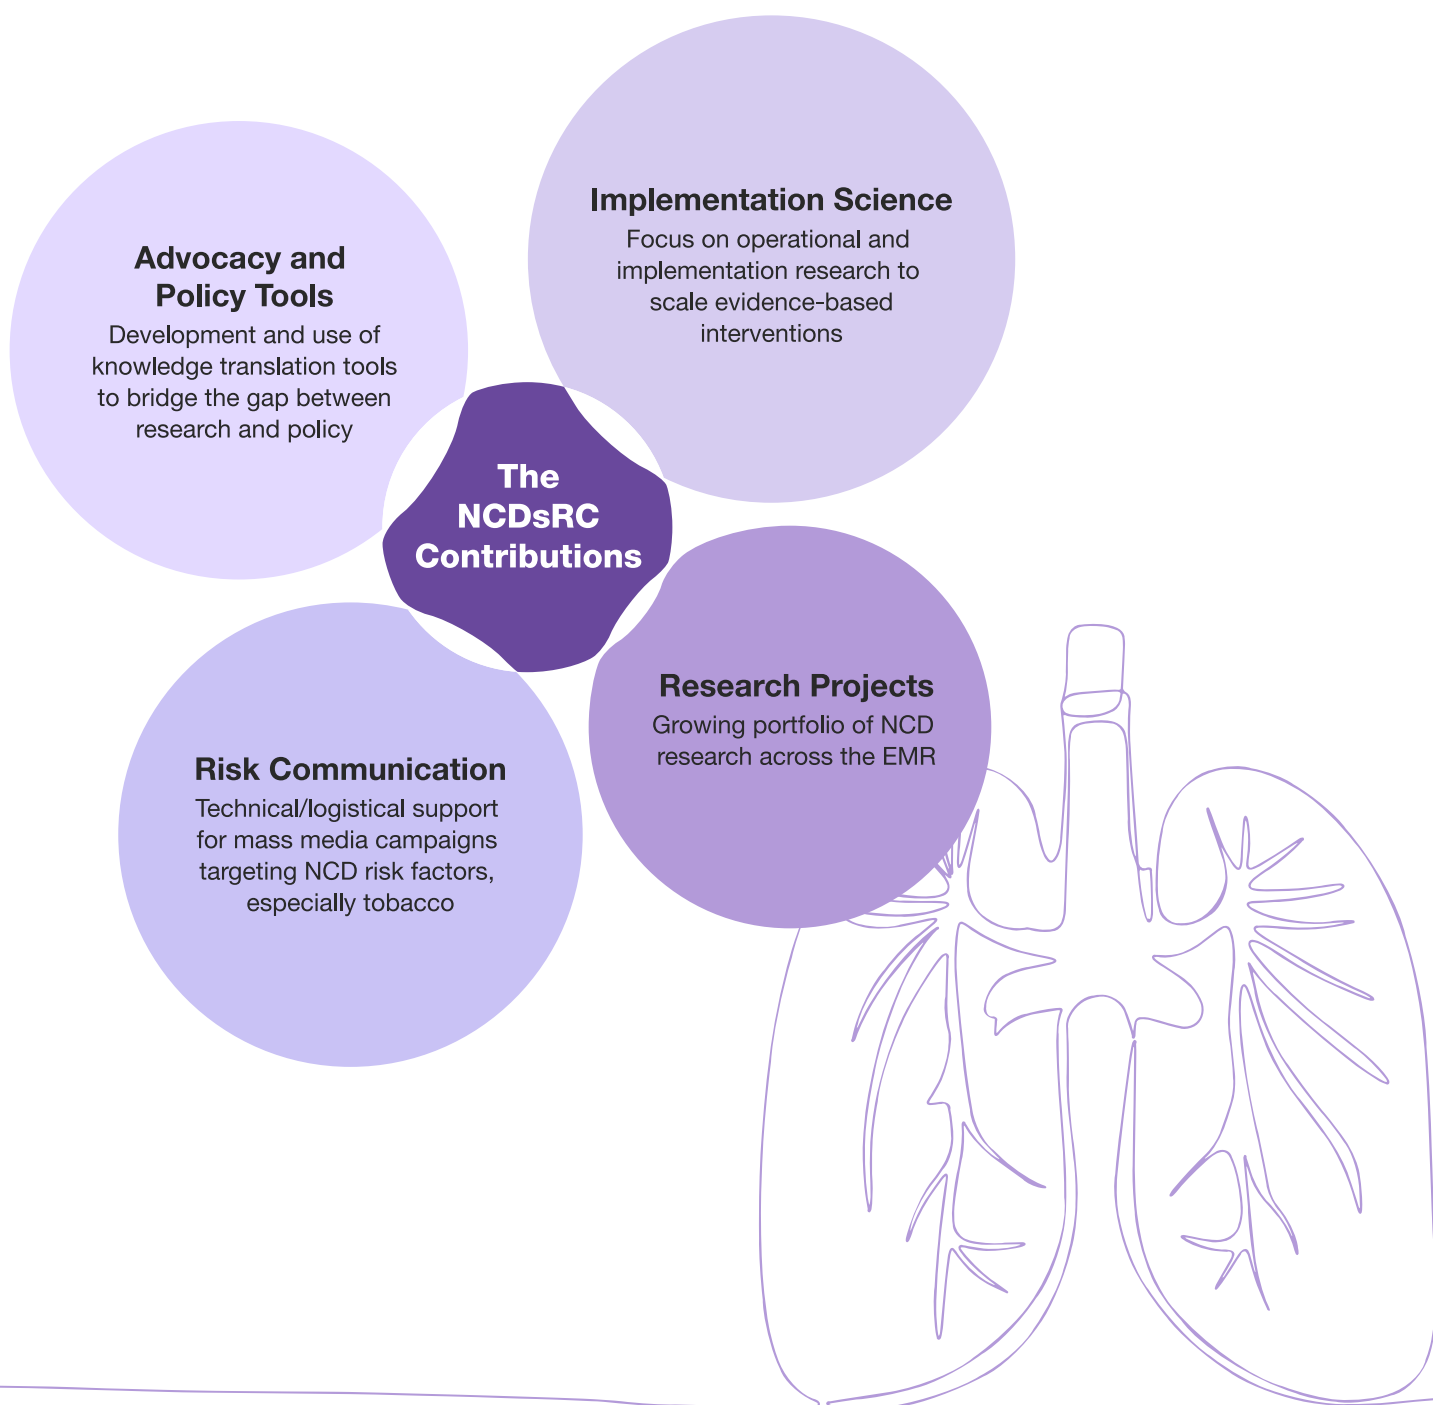 Implementation Science
Focus on operational and
implementation research to
scale evidence-based
interventions
Advocacy and
Policy Tools
Development and use of
knowledge translation tools
to bridge the gap between
research and policy
The
NCDsRC
Contributions
Research Projects
Growing portfolio of NCD
research across the EMR
Risk Communication
Technical/logistical support
for mass media campaigns
targeting NCD risk factors,
especially tobacco